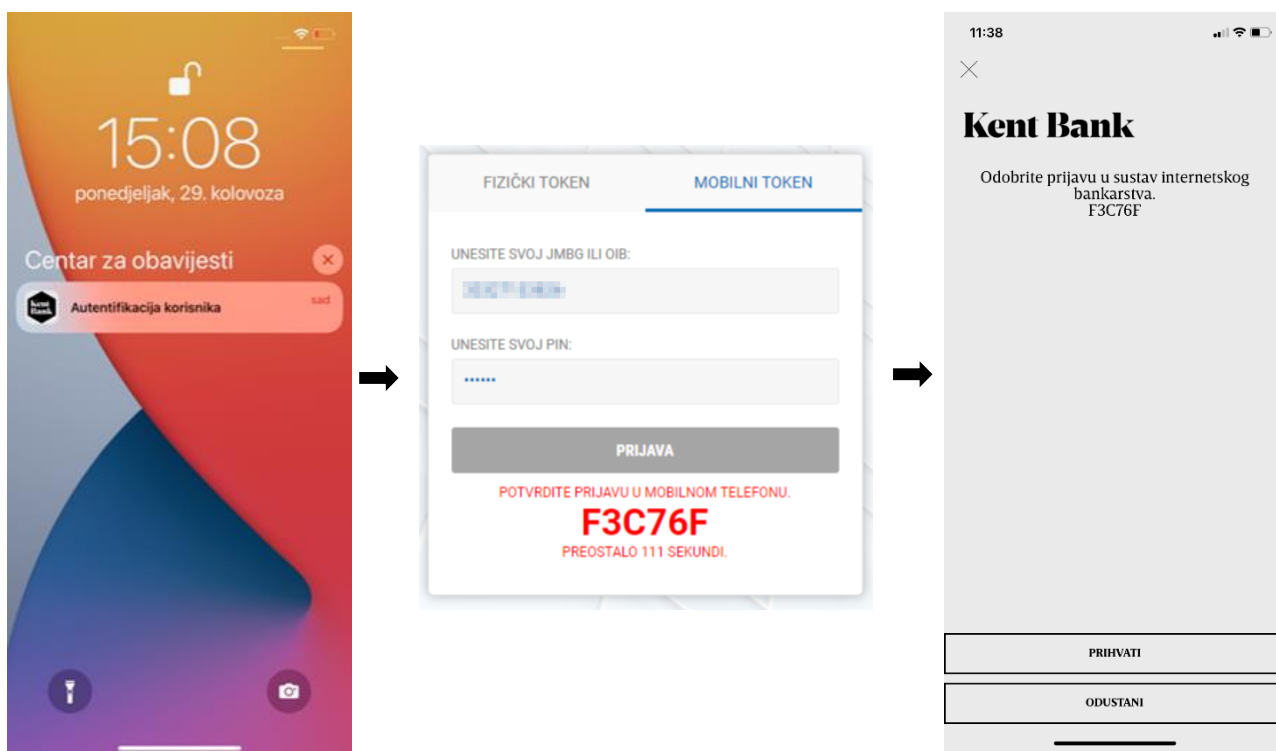 15:08
ponedjeljak, 29. kolovoza
Centar za obavijesti
Kent
Bank
Autentifikacija korisnika
sad
FIZIČKI TOKEN
MOBILNI TOKEN
UNESITE SVOJ JMBG ILI OIB:
UNESITE SVOJ PIN:
PRIJAVA
POTVRDITE PRIJAVU U MOBILNOM TELEFONU.
F3C76F
PREOSTALO 111 SEKUNDI.
11:38
Kent Bank
Odobrite prijavu u sustav internetskog
bankarstva.
F3C76F
PRIHVATI
ODUSTANI